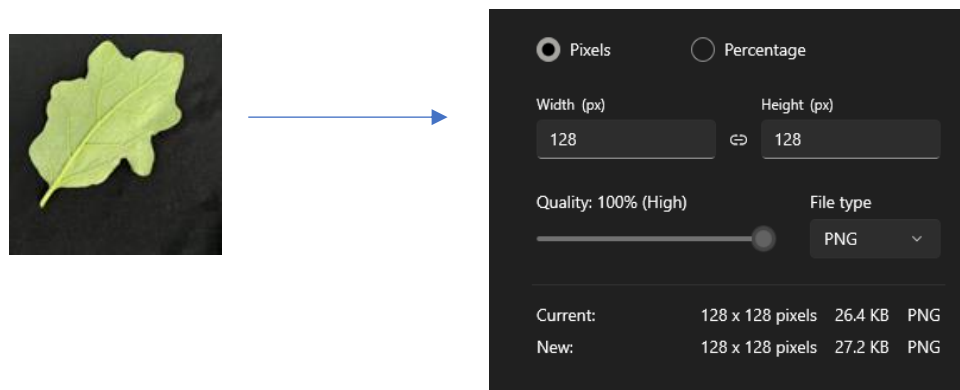 Pixels Percentage
Width (px) Height (px)
128 128
Quality: 100% (High) File type
PNG
Current: 128 x 128 pixels 26.4 KB PNG
New: 128 x 128 pixels 27.2 KB PNG